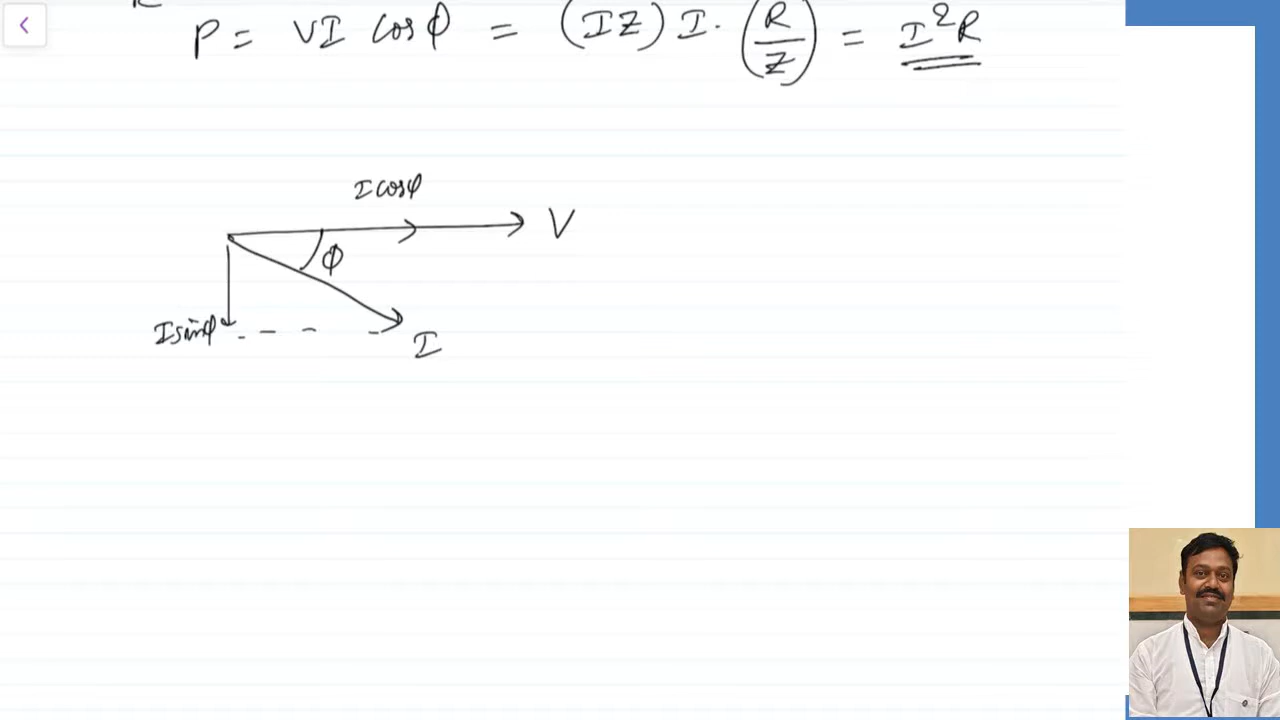 P = VI cos φ = (IZ) I · (R/Z) = I²R
I cos φ
V
φ
I sin φ
I